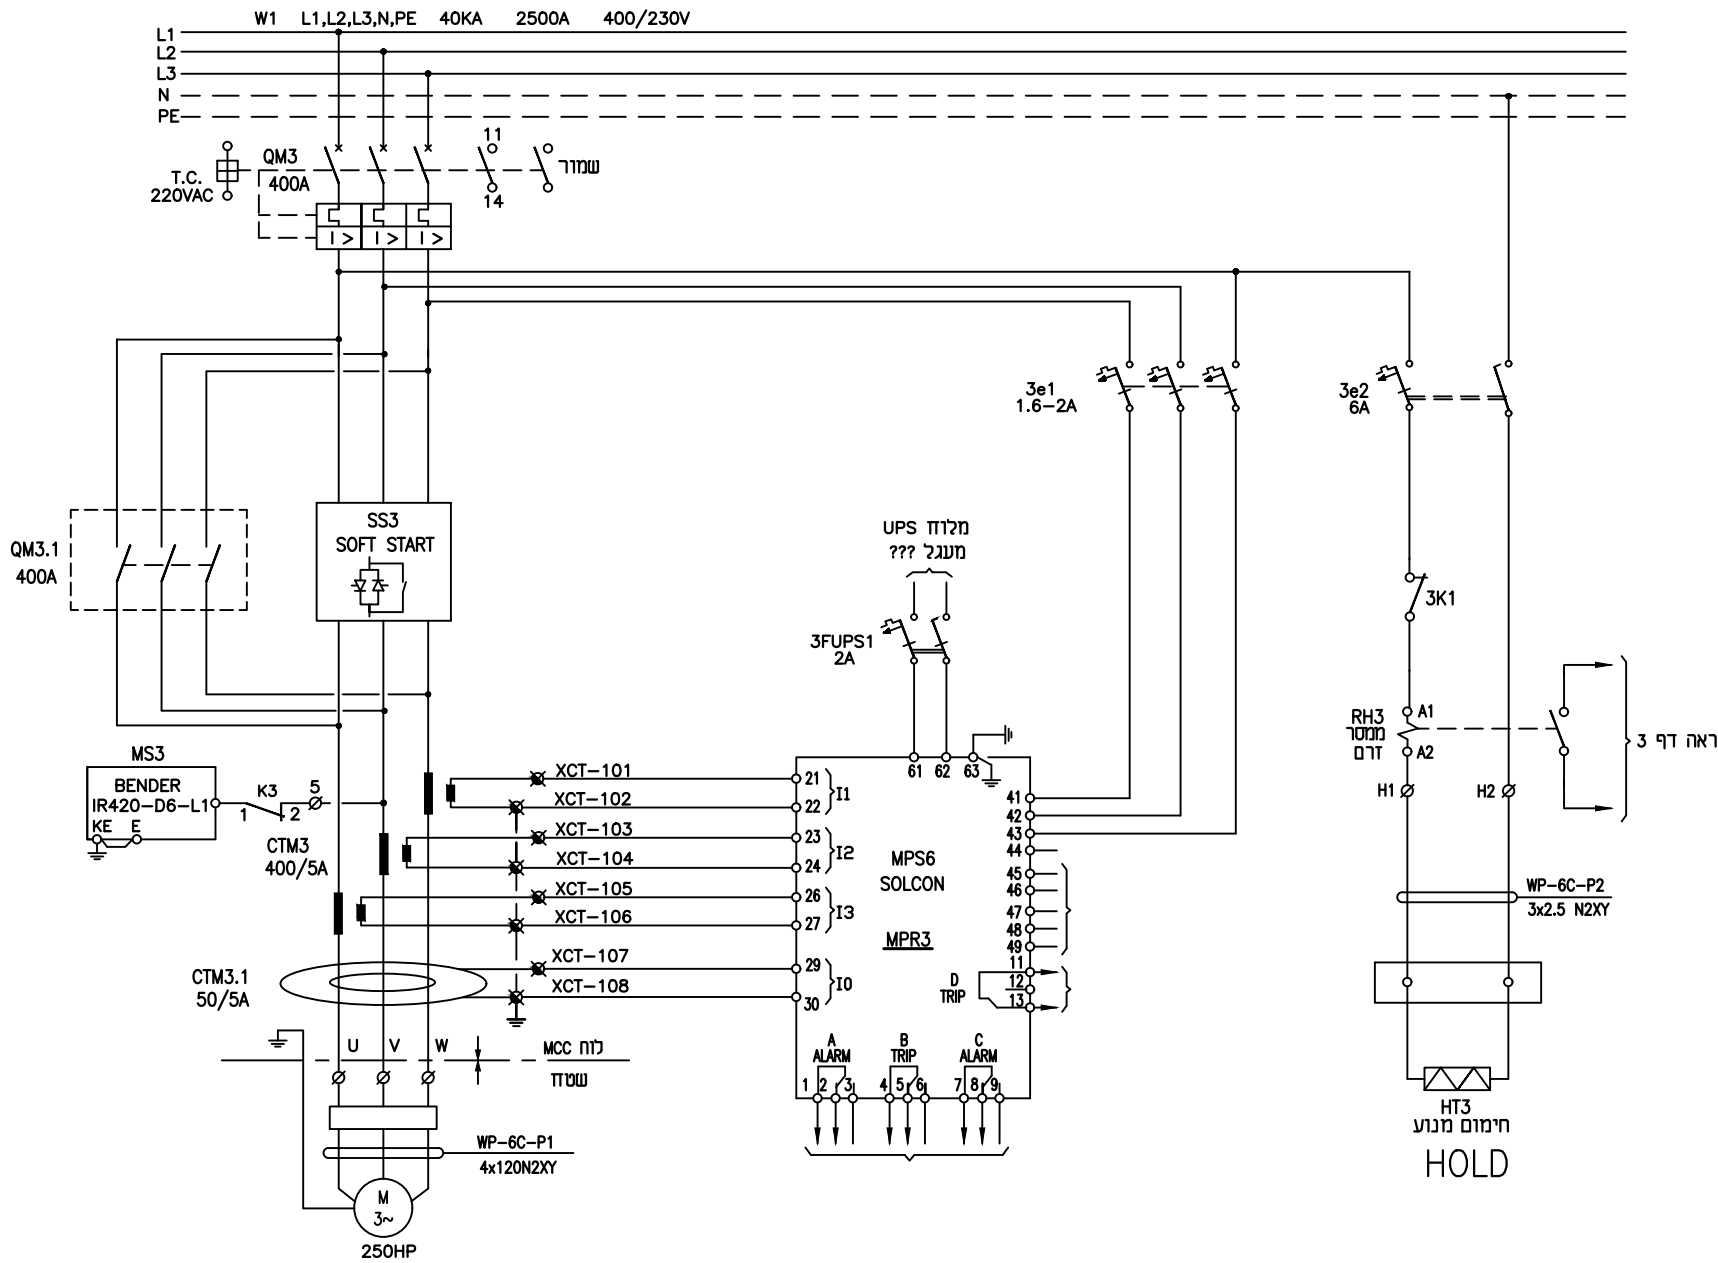 W1 L1,L2,L3,N,PE 40KA 2500A 400/230V
L1
L2
L3
N
PE
T.C.
220VAC
QM3
400A
11
14
שמור
3e1
1.6-2A
3e2
6A
QM3.1
400A
SS3
SOFT START
UPS מלוח
מעגל ???
3FUPS1
2A
3K1
RH3
ממסר
זרם
A1
A2
ראה דף 3
H1
H2
MS3
BENDER
IR420-D6-L1
KE E
K3
1 2
5
CTM3
400/5A
XCT-101
XCT-102
XCT-103
XCT-104
XCT-105
XCT-106
XCT-107
XCT-108
CTM3.1
50/5A
61 62 63
21
22
I1
23
24
I2
26
27
I3
29
30
I0
MPS6
SOLCON
MPR3
41
42
43
44
45
46
47
48
49
11
12
13
D
TRIP
A
ALARM
B
TRIP
C
ALARM
1 2 3 4 5 6 7 8 9
WP-6C-P2
3x2.5 N2XY
U V W
לוח MCC
שטח
WP-6C-P1
4x120N2XY
M
3~
250HP
HT3
חימום מנוע
HOLD